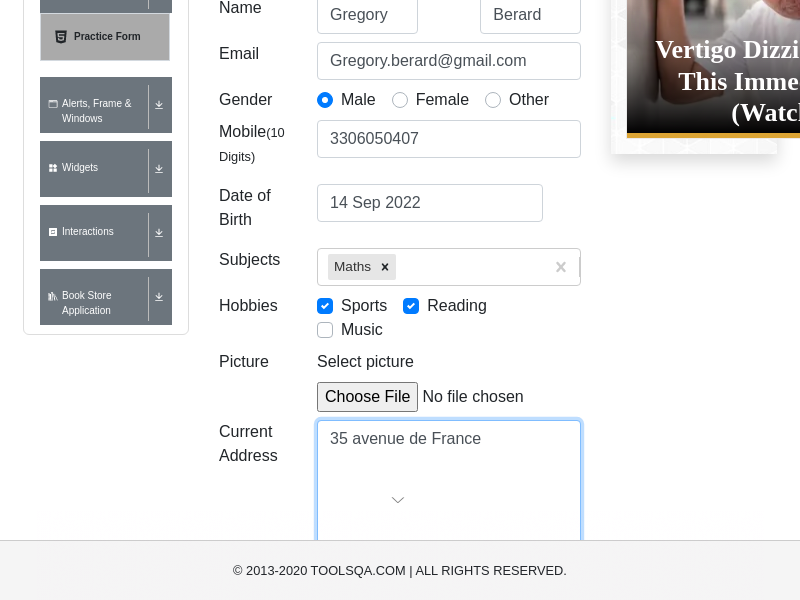 Practice Form
Alerts, Frame &
Windows
Widgets
Interactions
Book Store
Application
Name
Gregory
Berard
Email
Gregory.berard@gmail.com
Gender
Male
Female
Other
Mobile(10
Digits)
3306050407
Date of
Birth
14 Sep 2022
Subjects
Maths
Hobbies
Sports
Reading
Music
Picture
Select picture
Choose File No file chosen
Current
Address
35 avenue de France
Vertigo Dizzi
This Imme
(Watc
© 2013-2020 TOOLSQA.COM | ALL RIGHTS RESERVED.